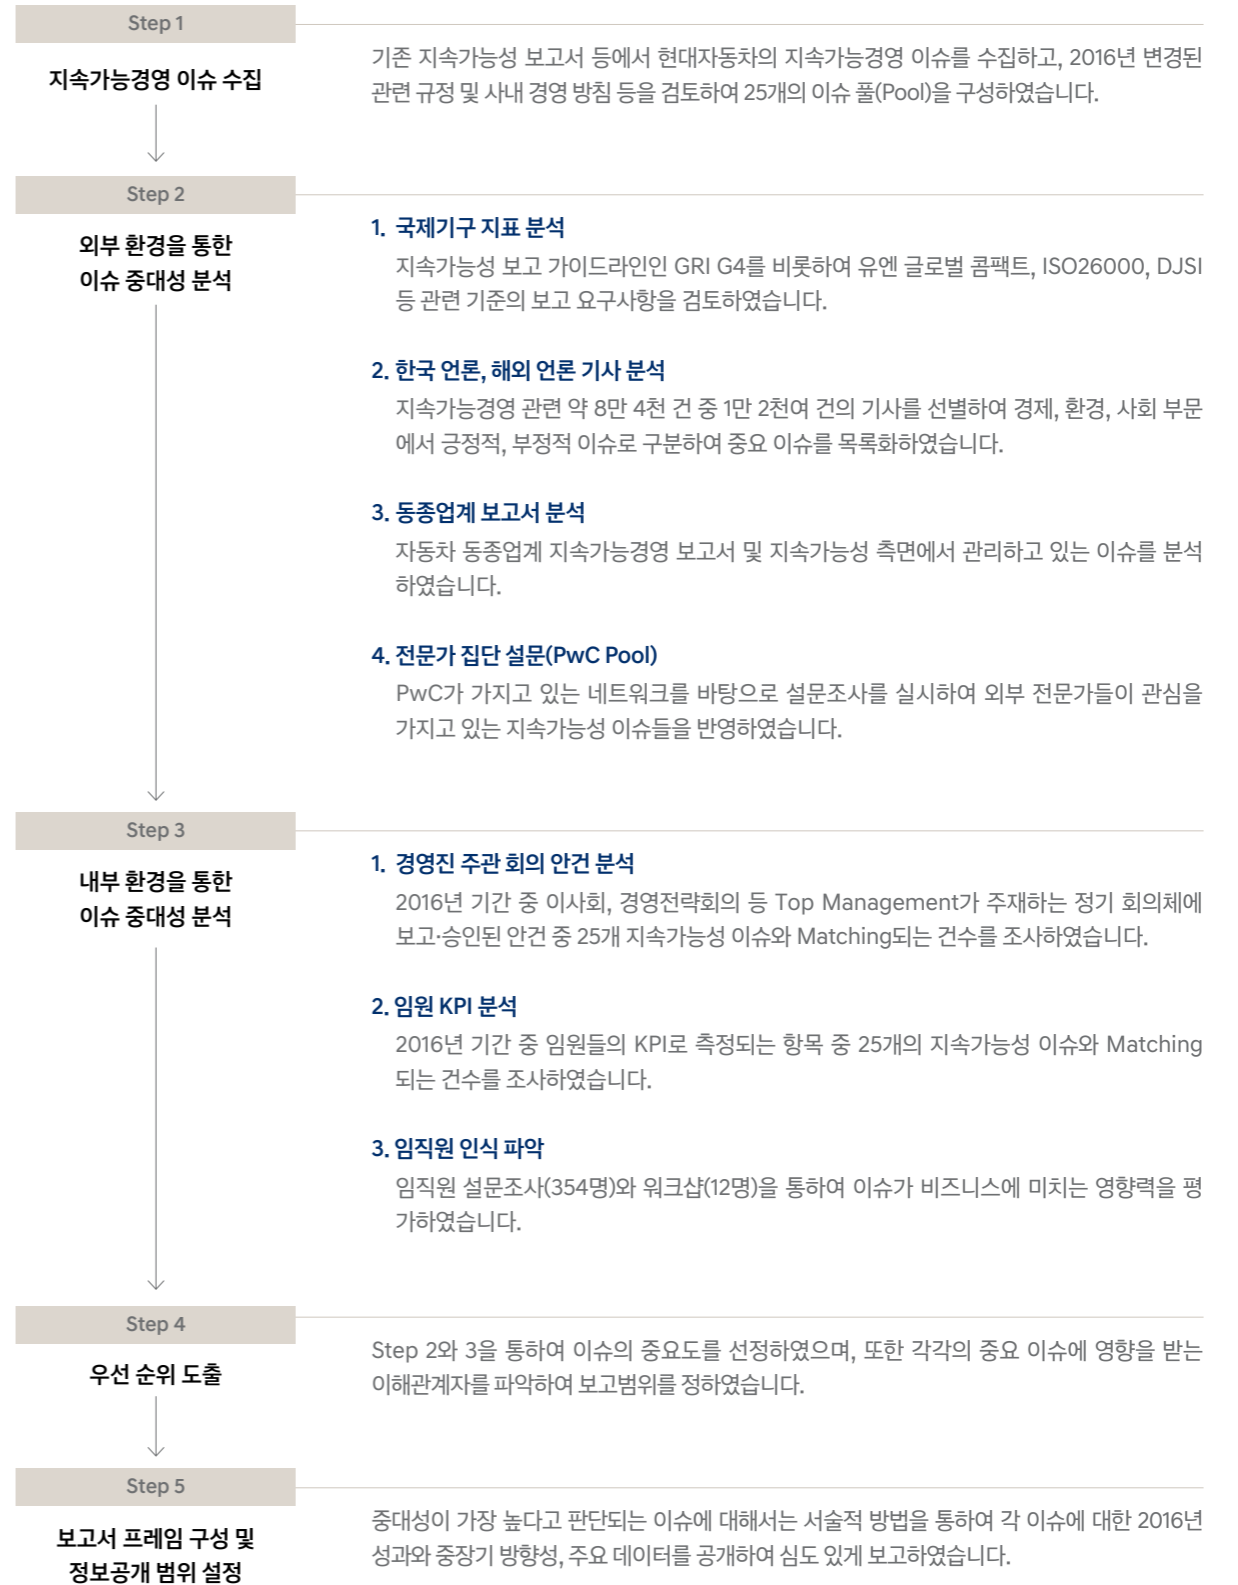 Step 1
지속가능경영 이슈 수집
기존 지속가능성 보고서 등에서 현대자동차의 지속가능경영 이슈를 수집하고, 2016년 변경된
관련 규정 및 사내 경영 방침 등을 검토하여 25개의 이슈 풀(Pool)을 구성하였습니다.
Step 2
외부 환경을 통한
이슈 중대성 분석
1. 국제기구 지표 분석
지속가능성 보고 가이드라인인 GRI G4를 비롯하여 유엔 글로벌 콤팩트, ISO26000, DJSI
등 관련 기준의 보고 요구사항을 검토하였습니다.
2. 한국 언론, 해외 언론 기사 분석
지속가능경영 관련 약 8만 4천 건 중 1만 2천여 건의 기사를 선별하여 경제, 환경, 사회 부문
에서 긍정적, 부정적 이슈로 구분하여 중요 이슈를 목록화하였습니다.
3. 동종업계 보고서 분석
자동차 동종업계 지속가능경영 보고서 및 지속가능성 측면에서 관리하고 있는 이슈를 분석
하였습니다.
4. 전문가 집단 설문(PwC Pool)
PwC가 가지고 있는 네트워크를 바탕으로 설문조사를 실시하여 외부 전문가들이 관심을
가지고 있는 지속가능성 이슈들을 반영하였습니다.
Step 3
내부 환경을 통한
이슈 중대성 분석
1. 경영진 주관 회의 안건 분석
2016년 기간 중 이사회, 경영전략회의 등 Top Management가 주재하는 정기 회의체에
보고·승인된 안건 중 25개 지속가능성 이슈와 Matching되는 건수를 조사하였습니다.
2. 임원 KPI 분석
2016년 기간 중 임원들의 KPI로 측정되는 항목 중 25개의 지속가능성 이슈와 Matching
되는 건수를 조사하였습니다.
3. 임직원 인식 파악
임직원 설문조사(354명)와 워크샵(12명)을 통하여 이슈가 비즈니스에 미치는 영향력을 평
가하였습니다.
Step 4
우선 순위 도출
Step 2와 3을 통하여 이슈의 중요도를 선정하였으며, 또한 각각의 중요 이슈에 영향을 받는
이해관계자를 파악하여 보고범위를 정하였습니다.
Step 5
보고서 프레임 구성 및
정보공개 범위 설정
중대성이 가장 높다고 판단되는 이슈에 대해서는 서술적 방법을 통하여 각 이슈에 대한 2016년
성과와 중장기 방향성, 주요 데이터를 공개하여 심도 있게 보고하였습니다.